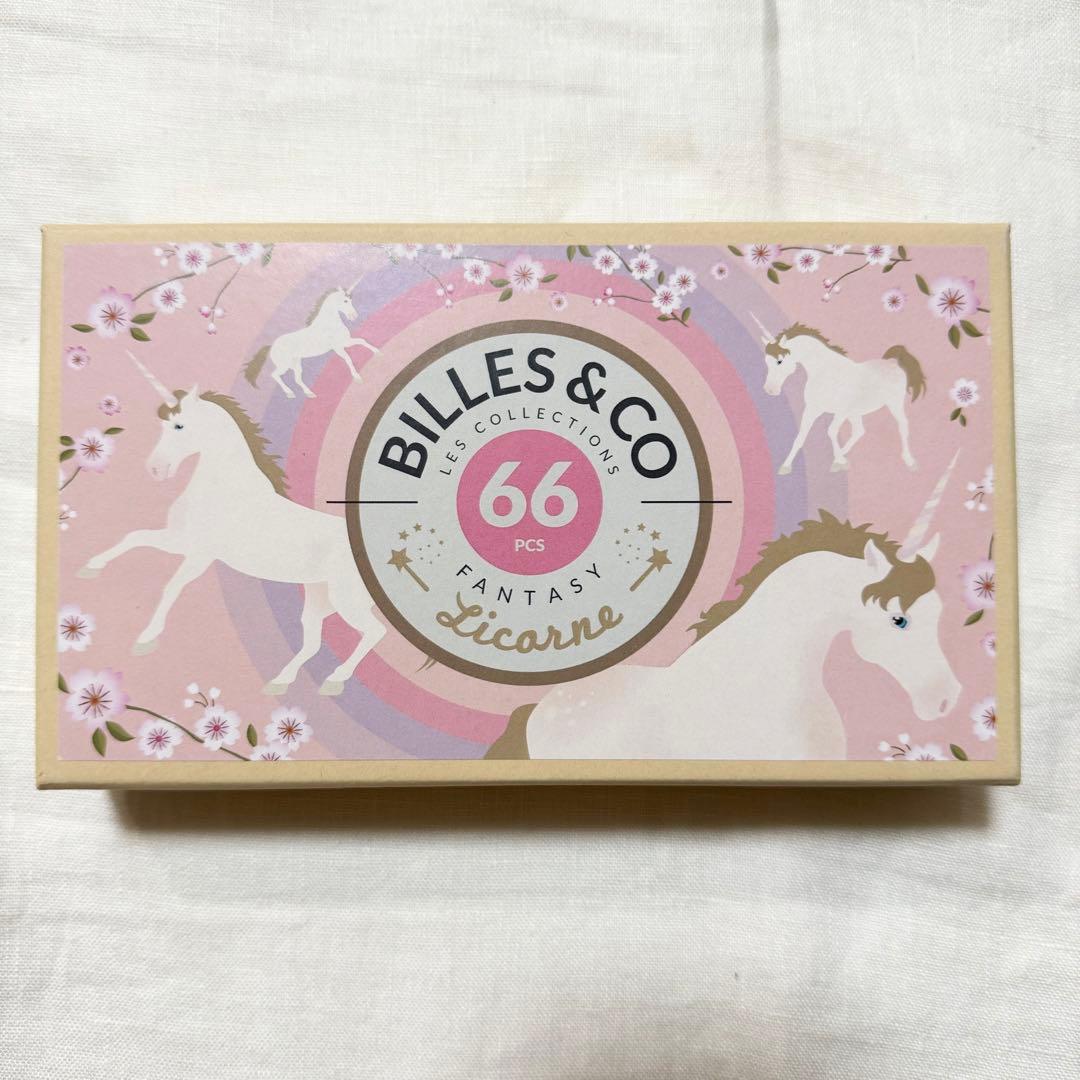 BILLES & CO
LES COLLECTIONS
66
PCS
FANTASY
Licorne